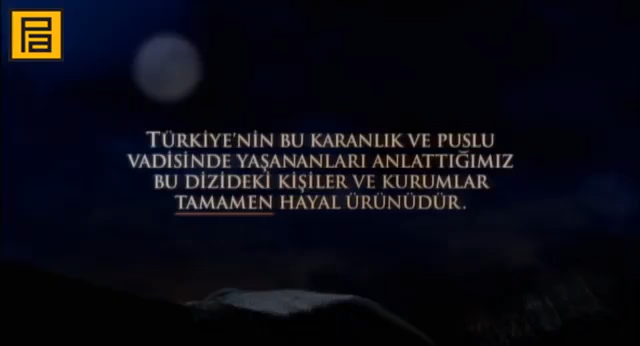 Pa
TÜRKİYE'NİN BU KARANLIK VE PUSLU
VADİSİNDE YAŞANANLARI ANLATTIĞIMIZ
BU DİZİDEKİ KİŞİLER VE KURUMLAR
TAMAMEN HAYAL ÜRÜNÜDÜR.